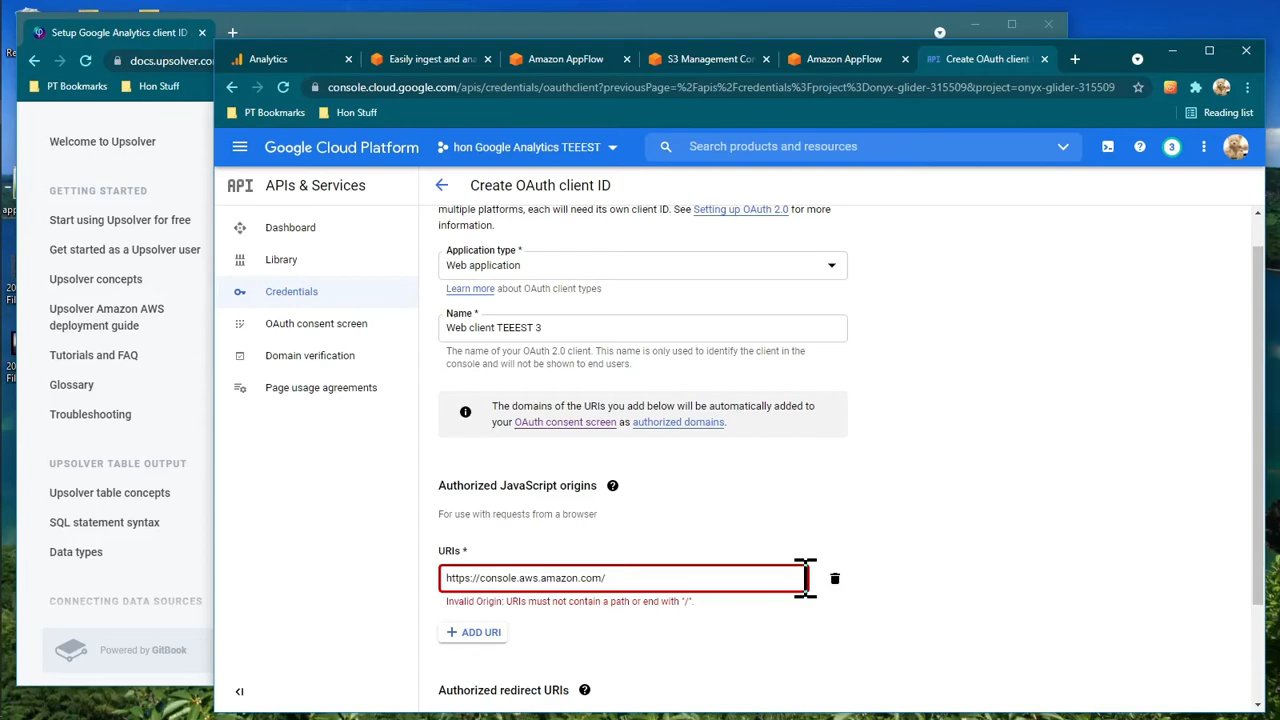 Setup Google Analytics client ID
docs.upsolver.co
PT Bookmarks
Hon Stuff
Analytics
Easily ingest and ana
Amazon AppFlow
S3 Management Con
Amazon AppFlow
API
Create OAuth client I
console.cloud.google.com/apis/credentials/oauthclient?previousPage=%2Fapis%2Fcredentials%3Fproject%3Donyx-glider-315509&project=onyx-glider-315509
PT Bookmarks
Hon Stuff
Reading list
Google Cloud Platform
hon Google Analytics TEEEST
Search products and resources
3
Welcome to Upsolver
GETTING STARTED
Start using Upsolver for free
Get started as a Upsolver user
Upsolver concepts
Upsolver Amazon AWS
deployment guide
Tutorials and FAQ
Glossary
Troubleshooting
UPSOLVER TABLE OUTPUT
Upsolver table concepts
SQL statement syntax
Data types
CONNECTING DATA SOURCES
Powered by GitBook
API
APIs & Services
Dashboard
Library
Credentials
OAuth consent screen
Domain verification
Page usage agreements
Create OAuth client ID
multiple platforms, each will need its own client ID. See Setting up OAuth 2.0 for more
information.
Application type *
Web application
Learn more about OAuth client types
Name *
Web client TEEEST 3
The name of your OAuth 2.0 client. This name is only used to identify the client in the
console and will not be shown to end users.
The domains of the URIs you add below will be automatically added to
your OAuth consent screen as authorized domains.
Authorized JavaScript origins
For use with requests from a browser
URIs *
https://console.aws.amazon.com/
Invalid Origin: URIs must not contain a path or end with "/".
+ ADD URI
Authorized redirect URIs